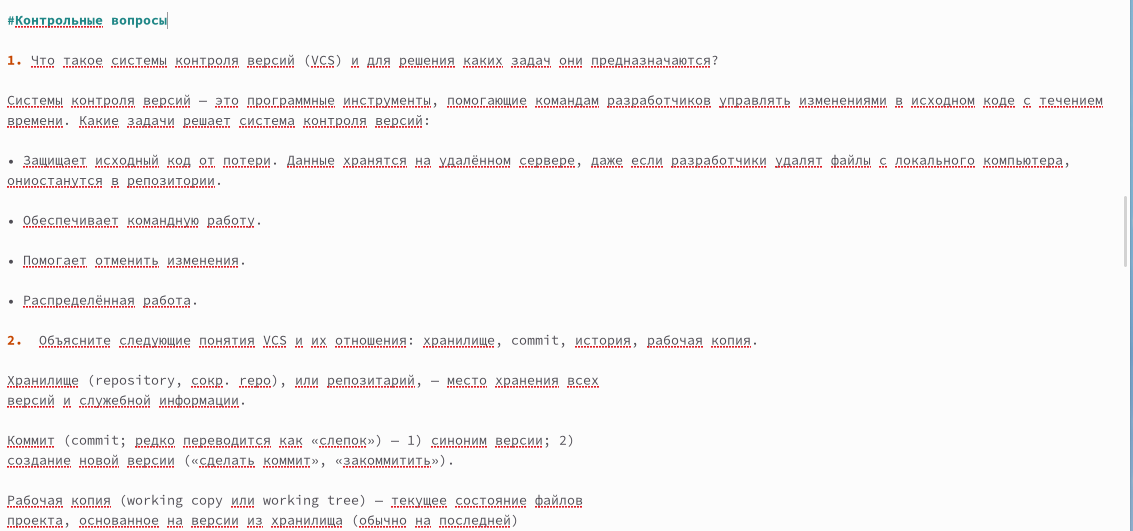 #Контрольные вопросы
1. Что такое системы контроля версий (VCS) и для решения каких задач они предназначаются?
Системы контроля версий — это программные инструменты, помогающие командам разработчиков управлять изменениями в исходном коде с течением
времени. Какие задачи решает система контроля версий:
• Защищает исходный код от потери. Данные хранятся на удалённом сервере, даже если разработчики удалят файлы с локального компьютера,
ониостанутся в репозитории.
• Обеспечивает командную работу.
• Помогает отменить изменения.
• Распределённая работа.
2. Объясните следующие понятия VCS и их отношения: хранилище, commit, история, рабочая копия.
Хранилище (repository, сокр. repo), или репозитарий, — место хранения всех
версий и служебной информации.
Коммит (commit; редко переводится как «слепок») — 1) синоним версии; 2)
создание новой версии («сделать коммит», «закоммитить»).
Рабочая копия (working copy или working tree) — текущее состояние файлов
проекта, основанное на версии из хранилища (обычно на последней)